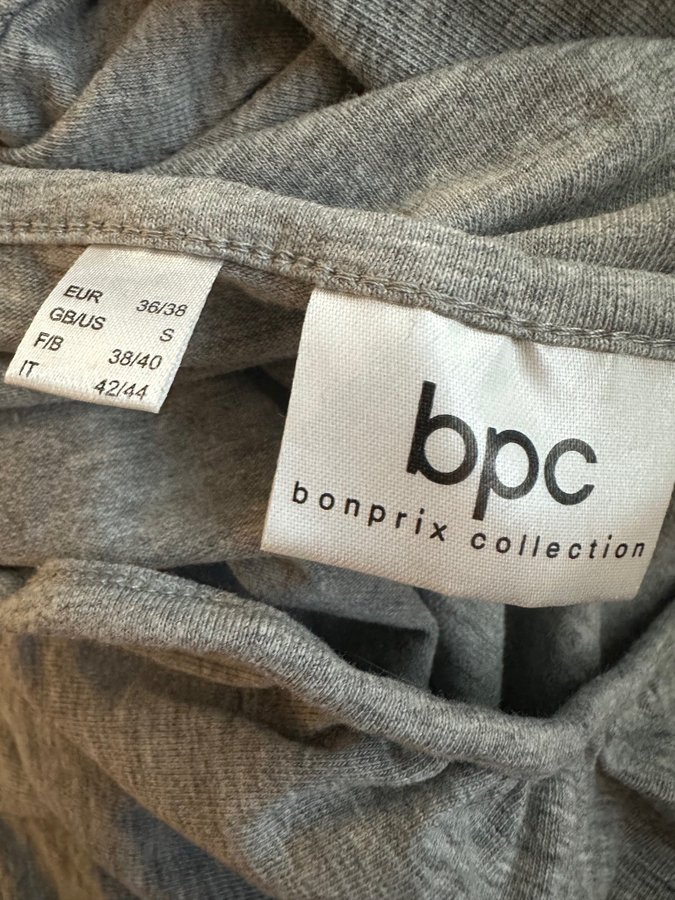 EUR 36/38
GB/US S
F/B 38/40
IT 42/44
bpc
bonprix collection